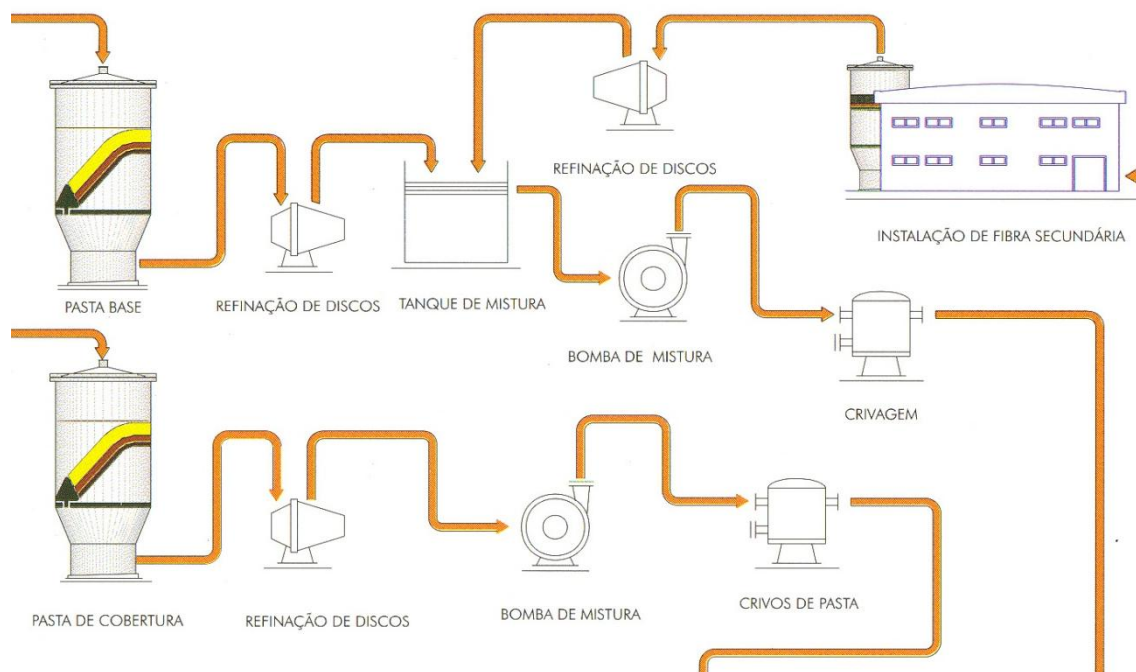 REFINAÇÃO DE DISCOS
INSTALAÇÃO DE FIBRA SECUNDÁRIA
PASTA BASE
REFINAÇÃO DE DISCOS
TANQUE DE MISTURA
BOMBA DE MISTURA
CRIVAGEM
PASTA DE COBERTURA
REFINAÇÃO DE DISCOS
BOMBA DE MISTURA
CRIVOS DE PASTA